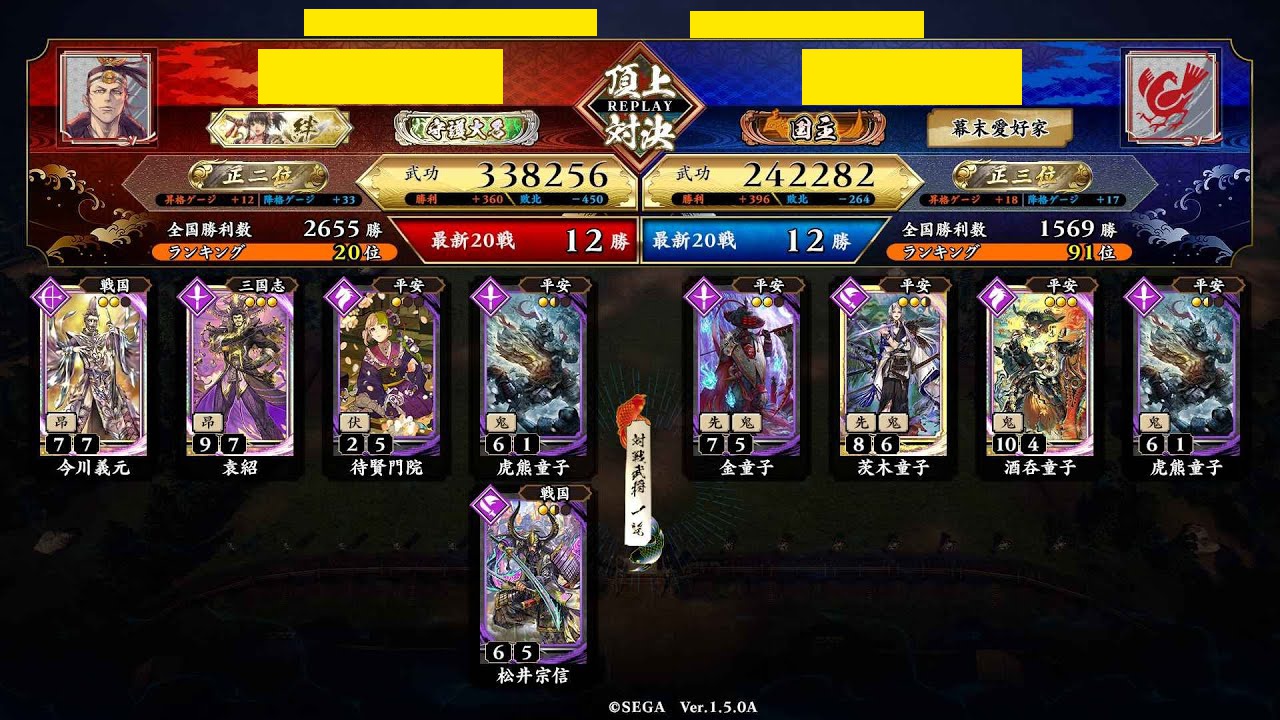 頂上
REPLAY
対決
絆
国主
幕末愛好家
正二位
昇格ゲージ +12 降格ゲージ +33
武功 338256
勝利 +360 敗北 -450
武功 242282
勝利 +396 敗北 -264
正三位
昇格ゲージ +18 降格ゲージ +17
全国勝利数 2655勝
ランキング 20位
最新20戦 12勝
最新20戦 12勝
全国勝利数 1569勝
ランキング 91位
戦国
昴
7 7
今川義元
三国志
昴
9 7
袁紹
平安
伏
2 5
待賢門院
平安
鬼
6 1
虎熊童子
平安
先 鬼
7 5
金童子
平安
先 鬼
8 6
茨木童子
平安
鬼
10 4
酒呑童子
平安
鬼
6 1
虎熊童子
対戦武将一覧
戦国
6 5
松井宗信
©SEGA Ver.1.5.0A